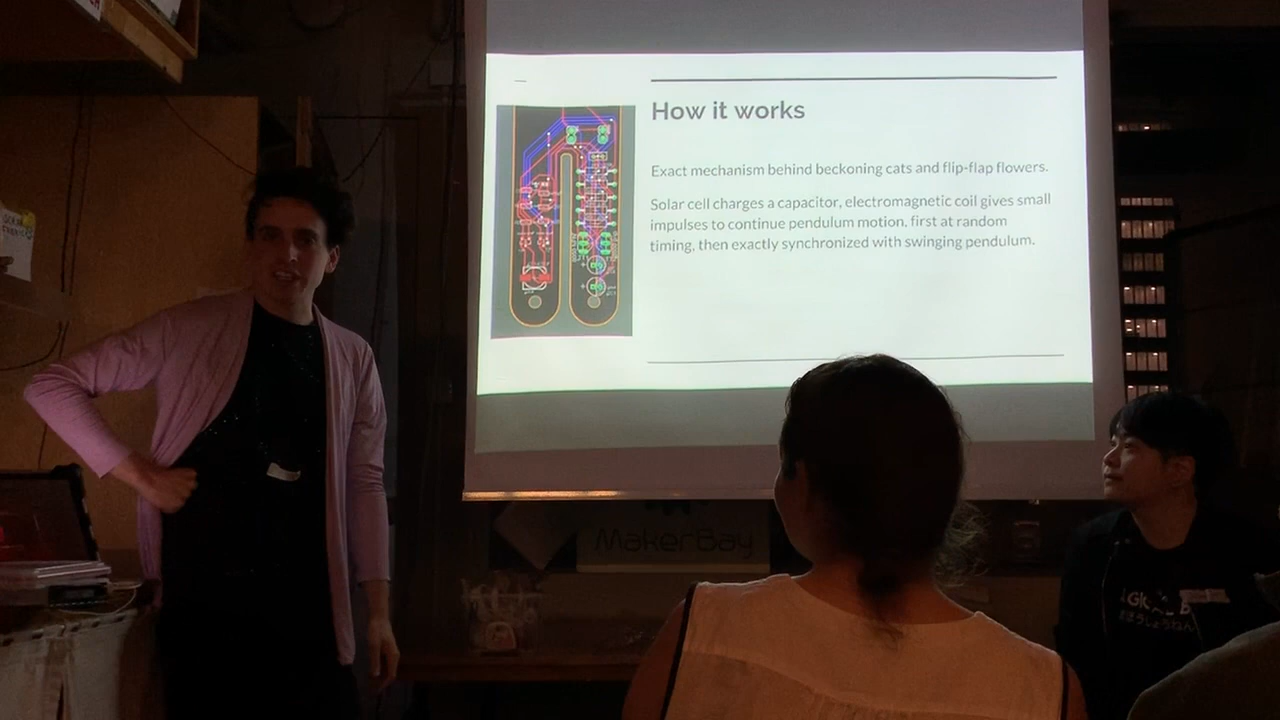 How it works
Exact mechanism behind beckoning cats and flip-flap flowers.
Solar cell charges a capacitor, electromagnetic coil gives small
impulses to continue pendulum motion. first at random
timing, then exactly synchronized with swinging pendulum.
MakerBay